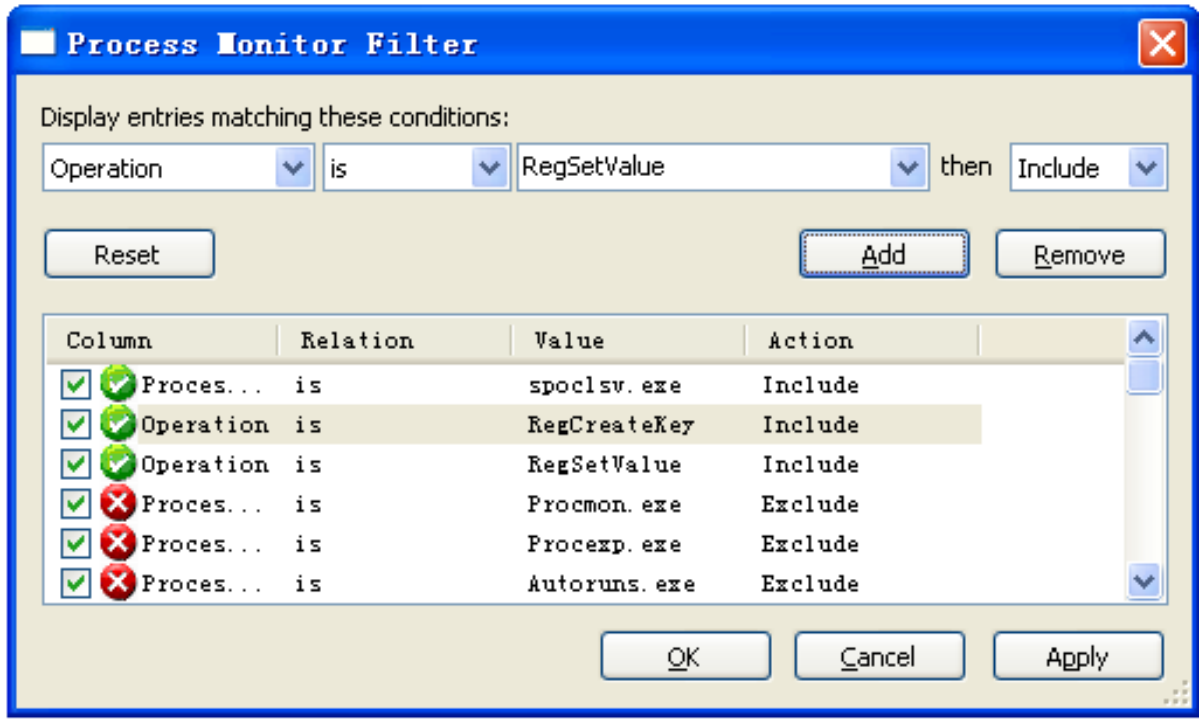 Process Monitor Filter
Display entries matching these conditions:
Operation is RegSetValue then Include
Reset Add Remove
Column Relation Value Action
Proces... is spoclsv.exe Include
Operation is RegCreateKey Include
Operation is RegSetValue Include
Proces... is Procmon.exe Exclude
Proces... is Procexp.exe Exclude
Proces... is Autoruns.exe Exclude
OK Cancel Apply